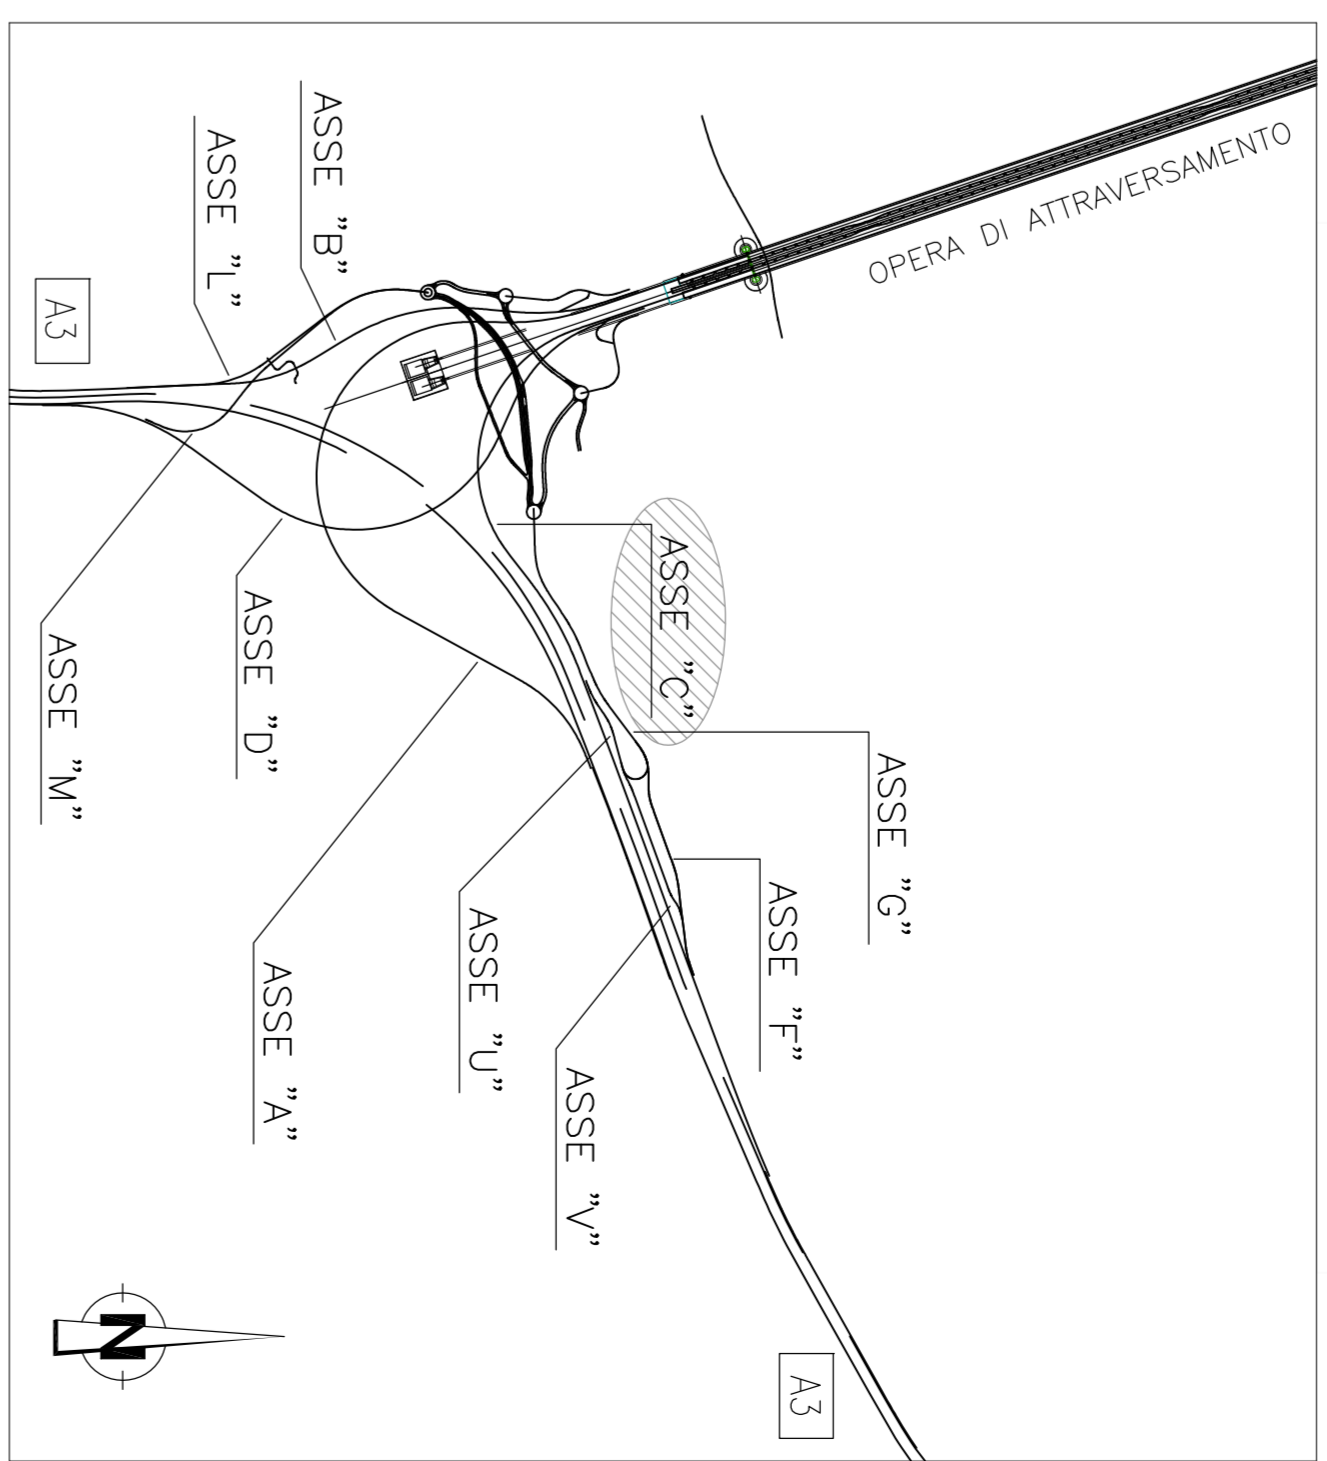 OPERA DI ATTRAVERSAMENTO
ASSE "B"
ASSE "L"
A3
ASSE "C"
ASSE "D"
ASSE "M"
ASSE "G"
ASSE "F"
ASSE "U"
ASSE "A"
ASSE "V"
A3
N